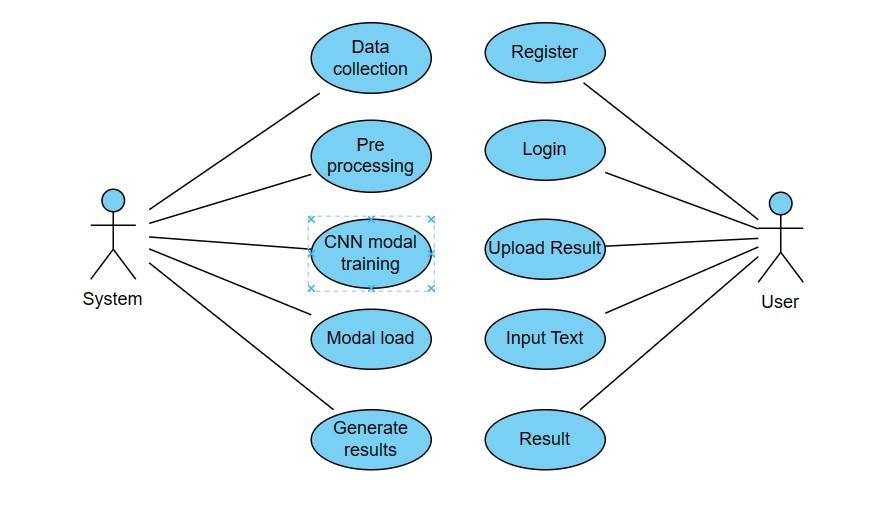 Data
collection
Register
Pre
processing
Login
CNN modal
training
Upload Result
System
User
Modal load
Input Text
Generate
results
Result